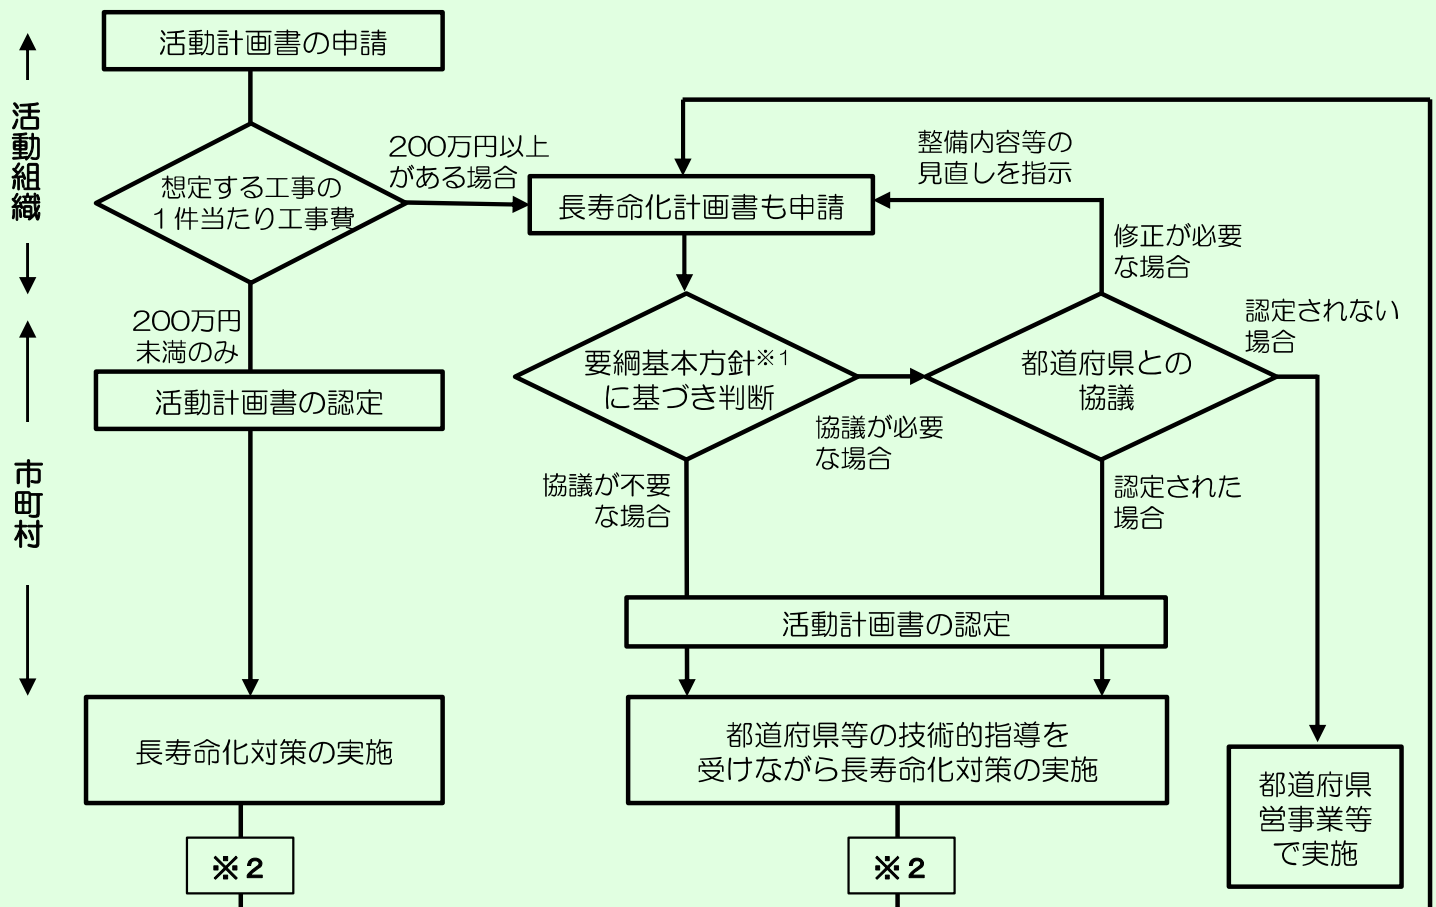 活動計画書の申請
活動組織
想定する工事の
１件当たり工事費
200万円以上
がある場合
長寿命化計画書も申請
整備内容等の
見直しを指示
修正が必要
な場合
200万円
未満のみ
活動計画書の認定
市町村
要綱基本方針※1
に基づき判断
協議が必要
な場合
都道府県との
協議
認定されない
場合
協議が不要
な場合
認定された
場合
活動計画書の認定
長寿命化対策の実施
都道府県等の技術的指導を
受けながら長寿命化対策の実施
都道府県
営事業等
で実施
※２
※２